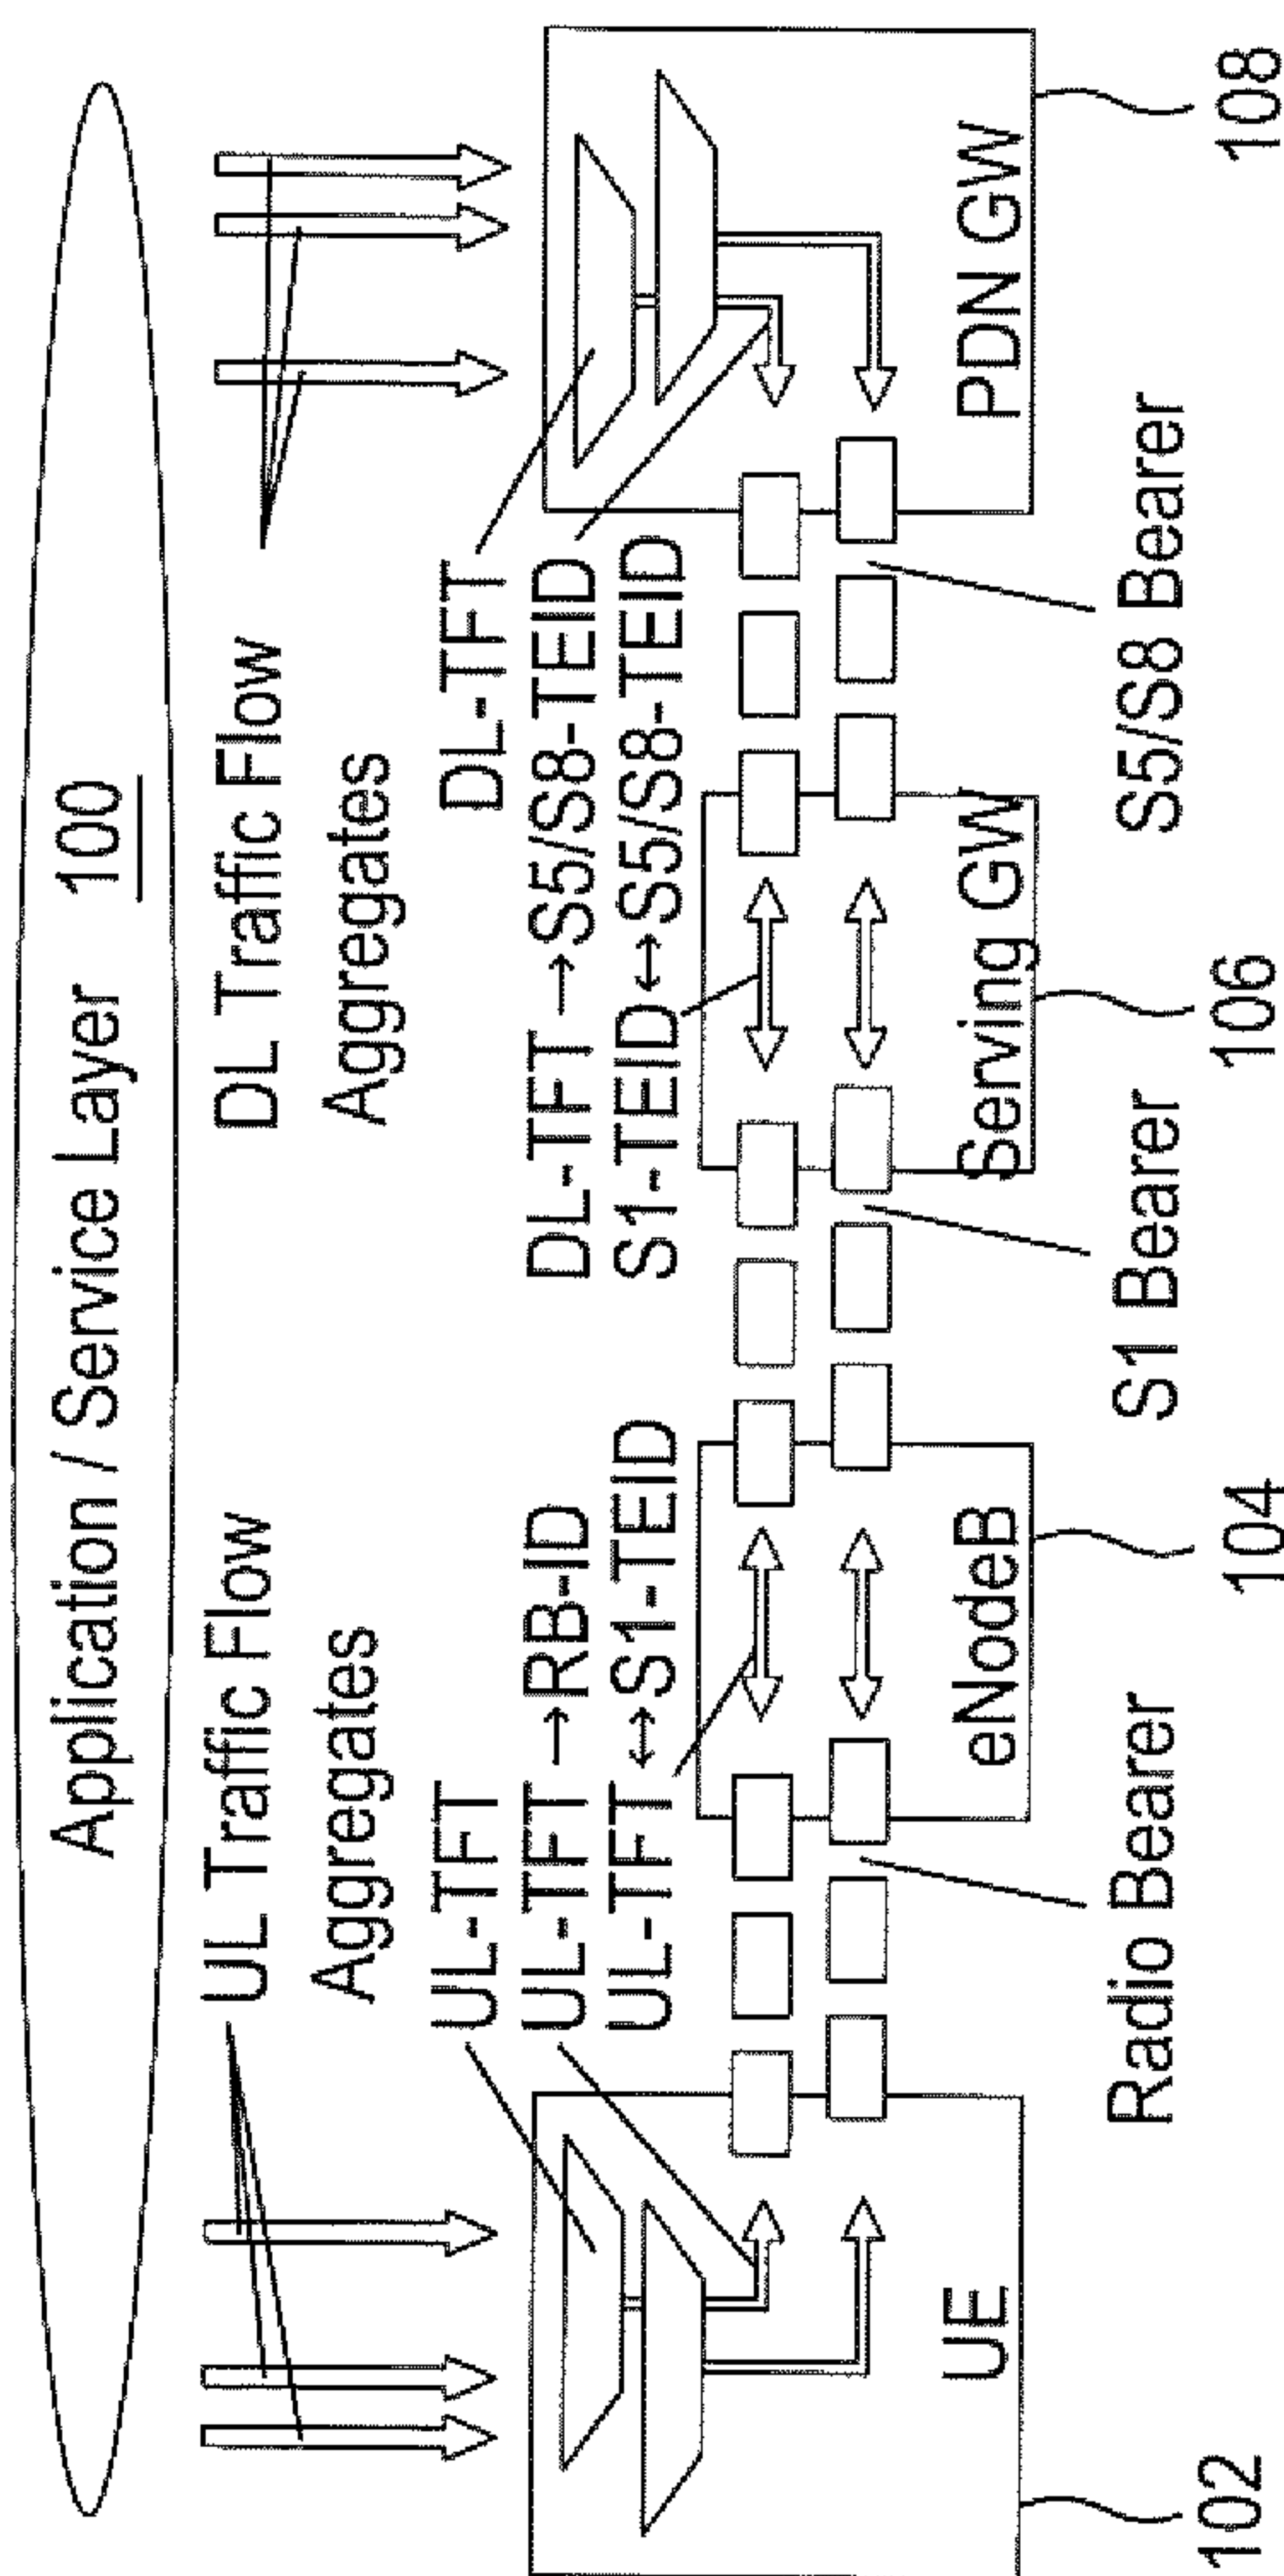 Application / Service Layer 100
UL Traffic Flow
Aggregates
DL Traffic Flow
Aggregates
UL-TFT
UL-TFT → RB-ID
UL-TFT ↔ S1-TEID
DL-TFT
DL-TFT → S5/S8-TEID
S1-TEID ↔ S5/S8-TEID
UE
eNodeB
Serving GW
PDN GW
Radio Bearer
S1 Bearer
S5/S8 Bearer
102
104
106
108